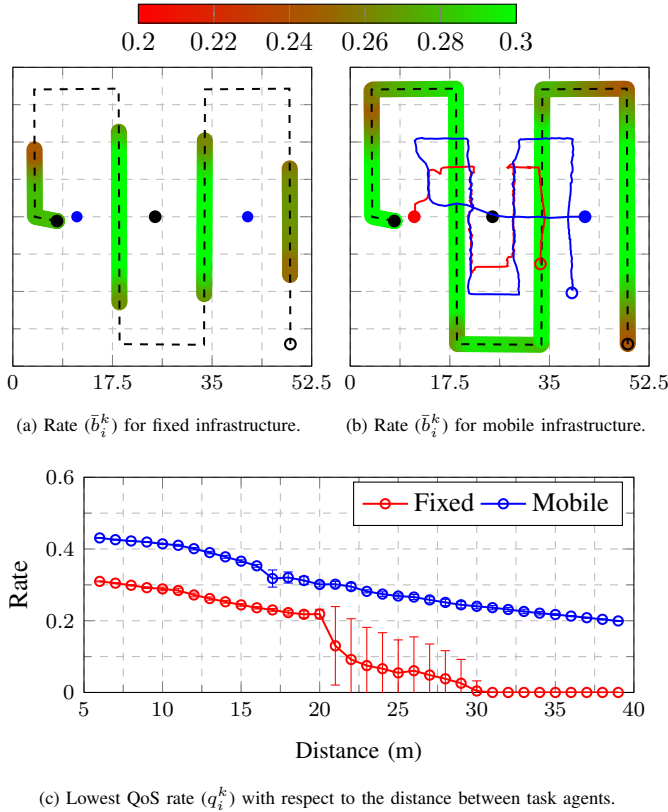 0.2 0.22 0.24 0.26 0.28 0.3
0 17.5 35 52.5
0 17.5 35 52.5
(a) Rate (b̄ᵢᵏ) for fixed infrastructure.
(b) Rate (b̄ᵢᵏ) for mobile infrastructure.
0.6
0.4
0.2
0
Rate
Fixed Mobile
5 10 15 20 25 30 35 40
Distance (m)
(c) Lowest QoS rate (qᵢᵏ) with respect to the distance between task agents.